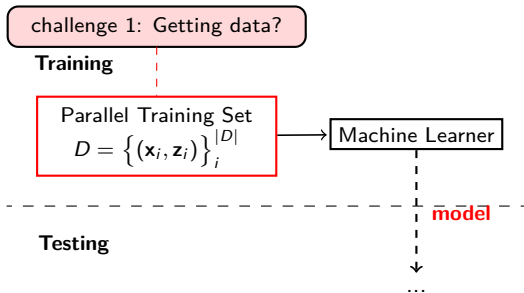 challenge 1: Getting data?
Training
Parallel Training Set
D = {(x_i, z_i)}_i^{|D|}
Machine Learner
model
Testing
...